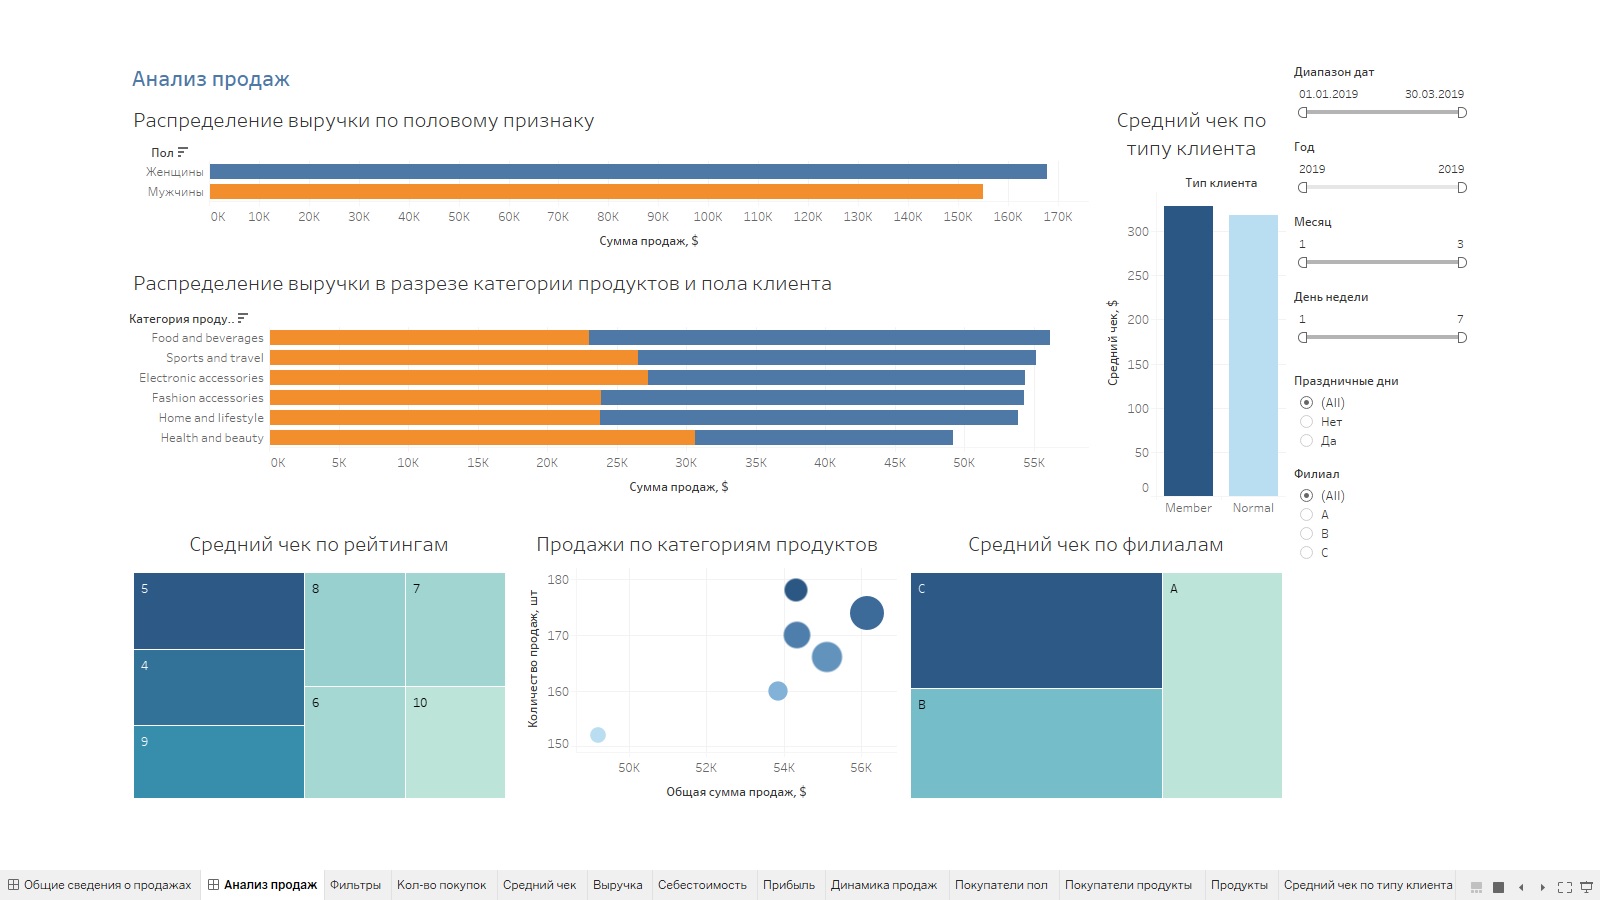 Анализ продаж
Распределение выручки по половому признаку
Пол
Женщины
Мужчины
0K 10K 20K 30K 40K 50K 60K 70K 80K 90K 100K 110K 120K 130K 140K 150K 160K 170K
Сумма продаж, $
Распределение выручки в разрезе категории продуктов и пола клиента
Категория проду..
Food and beverages
Sports and travel
Electronic accessories
Fashion accessories
Home and lifestyle
Health and beauty
0K 5K 10K 15K 20K 25K 30K 35K 40K 45K 50K 55K
Сумма продаж, $
Средний чек по
типу клиента
Тип клиента
Средний чек, $
300
250
200
150
100
50
0
Member Normal
Диапазон дат
01.01.2019 30.03.2019
Год
2019 2019
Месяц
1 3
День недели
1 7
Праздничные дни
(All)
Нет
Да
Филиал
(All)
A
B
C
Средний чек по рейтингам
5
4
9
8
7
6
10
Продажи по категориям продуктов
Количество продаж, шт
180
170
160
150
50K 52K 54K 56K
Общая сумма продаж, $
Средний чек по филиалам
C
A
B
Общие сведения о продажах Анализ продаж Фильтры Кол-во покупок Средний чек Выручка Себестоимость Прибыль Динамика продаж Покупатели пол Покупатели продукты Продукты Средний чек по типу клиента